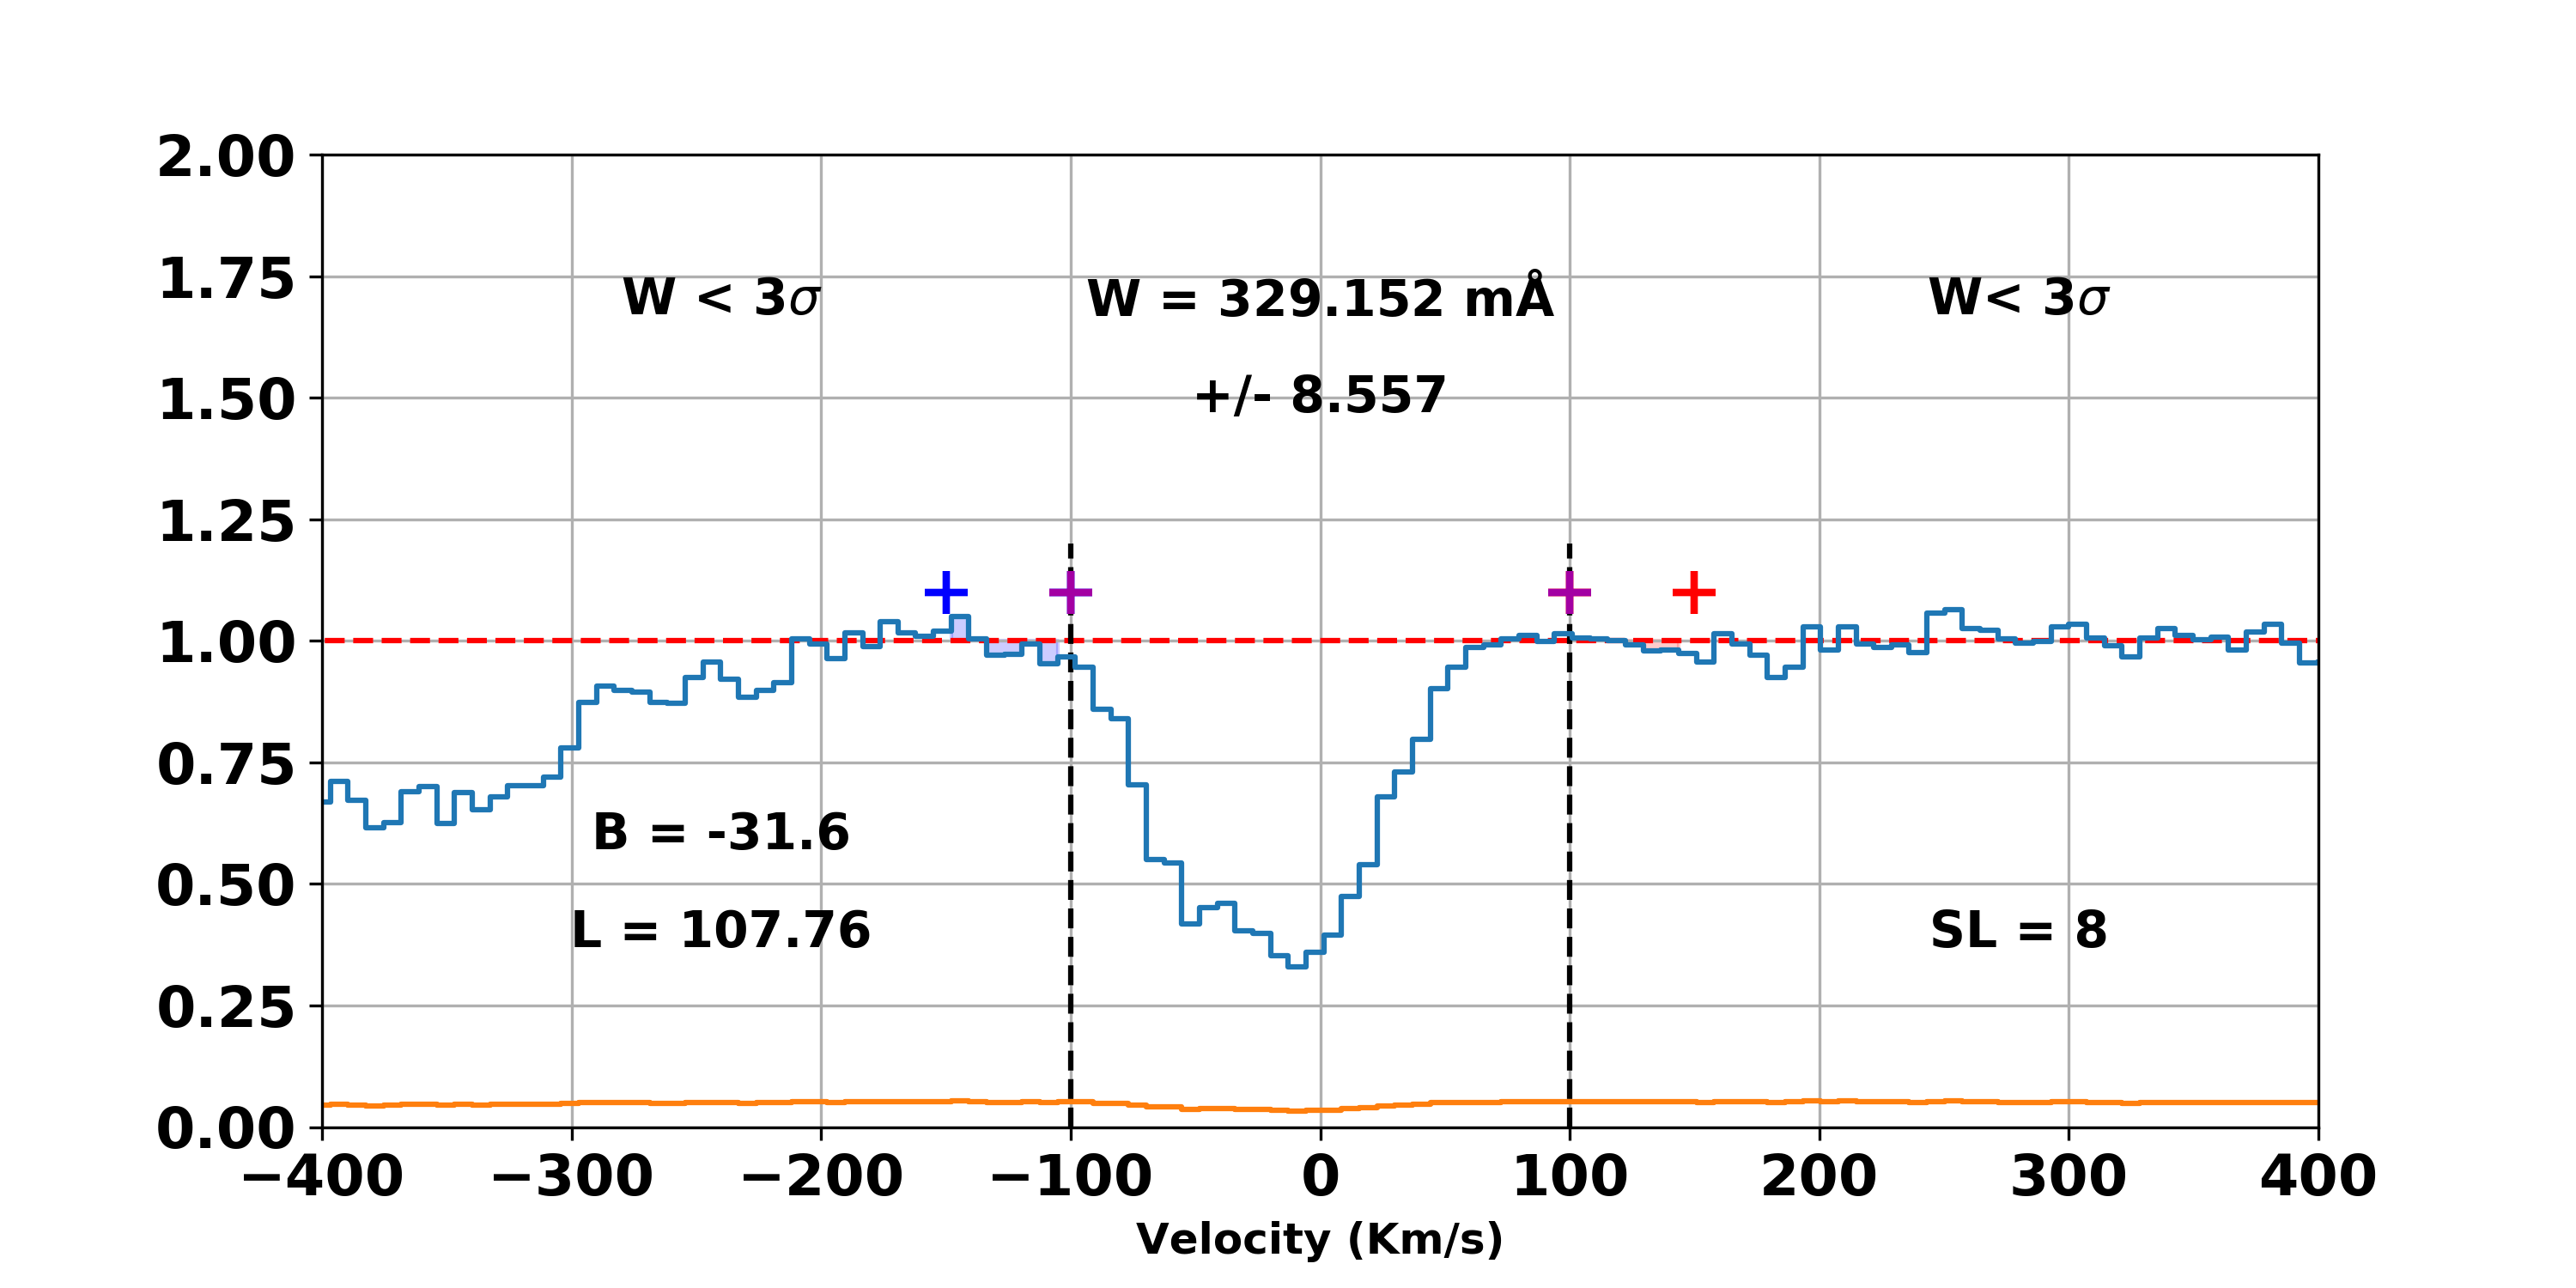 2.00
1.75
1.50
1.25
1.00
0.75
0.50
0.25
0.00
W < 3σ
W = 329.152 mÅ
W< 3σ
+/- 8.557
B = -31.6
L = 107.76
SL = 8
−400 −300 −200 −100 0 100 200 300 400
Velocity (Km/s)